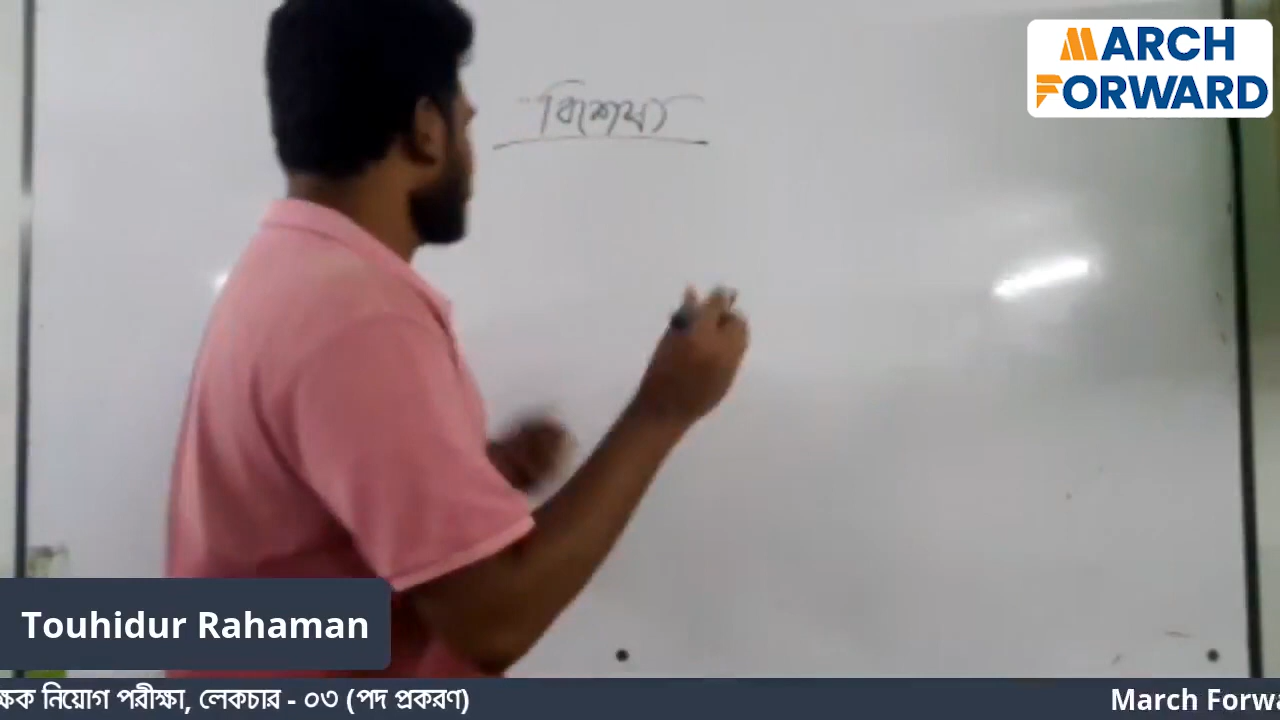 MARCH
FORWARD
বিশেষ্য
Touhidur Rahaman
ক্ষক নিয়োগ পরীক্ষা, লেকচার - ০৩ (পদ প্রকরণ)
March Forwa